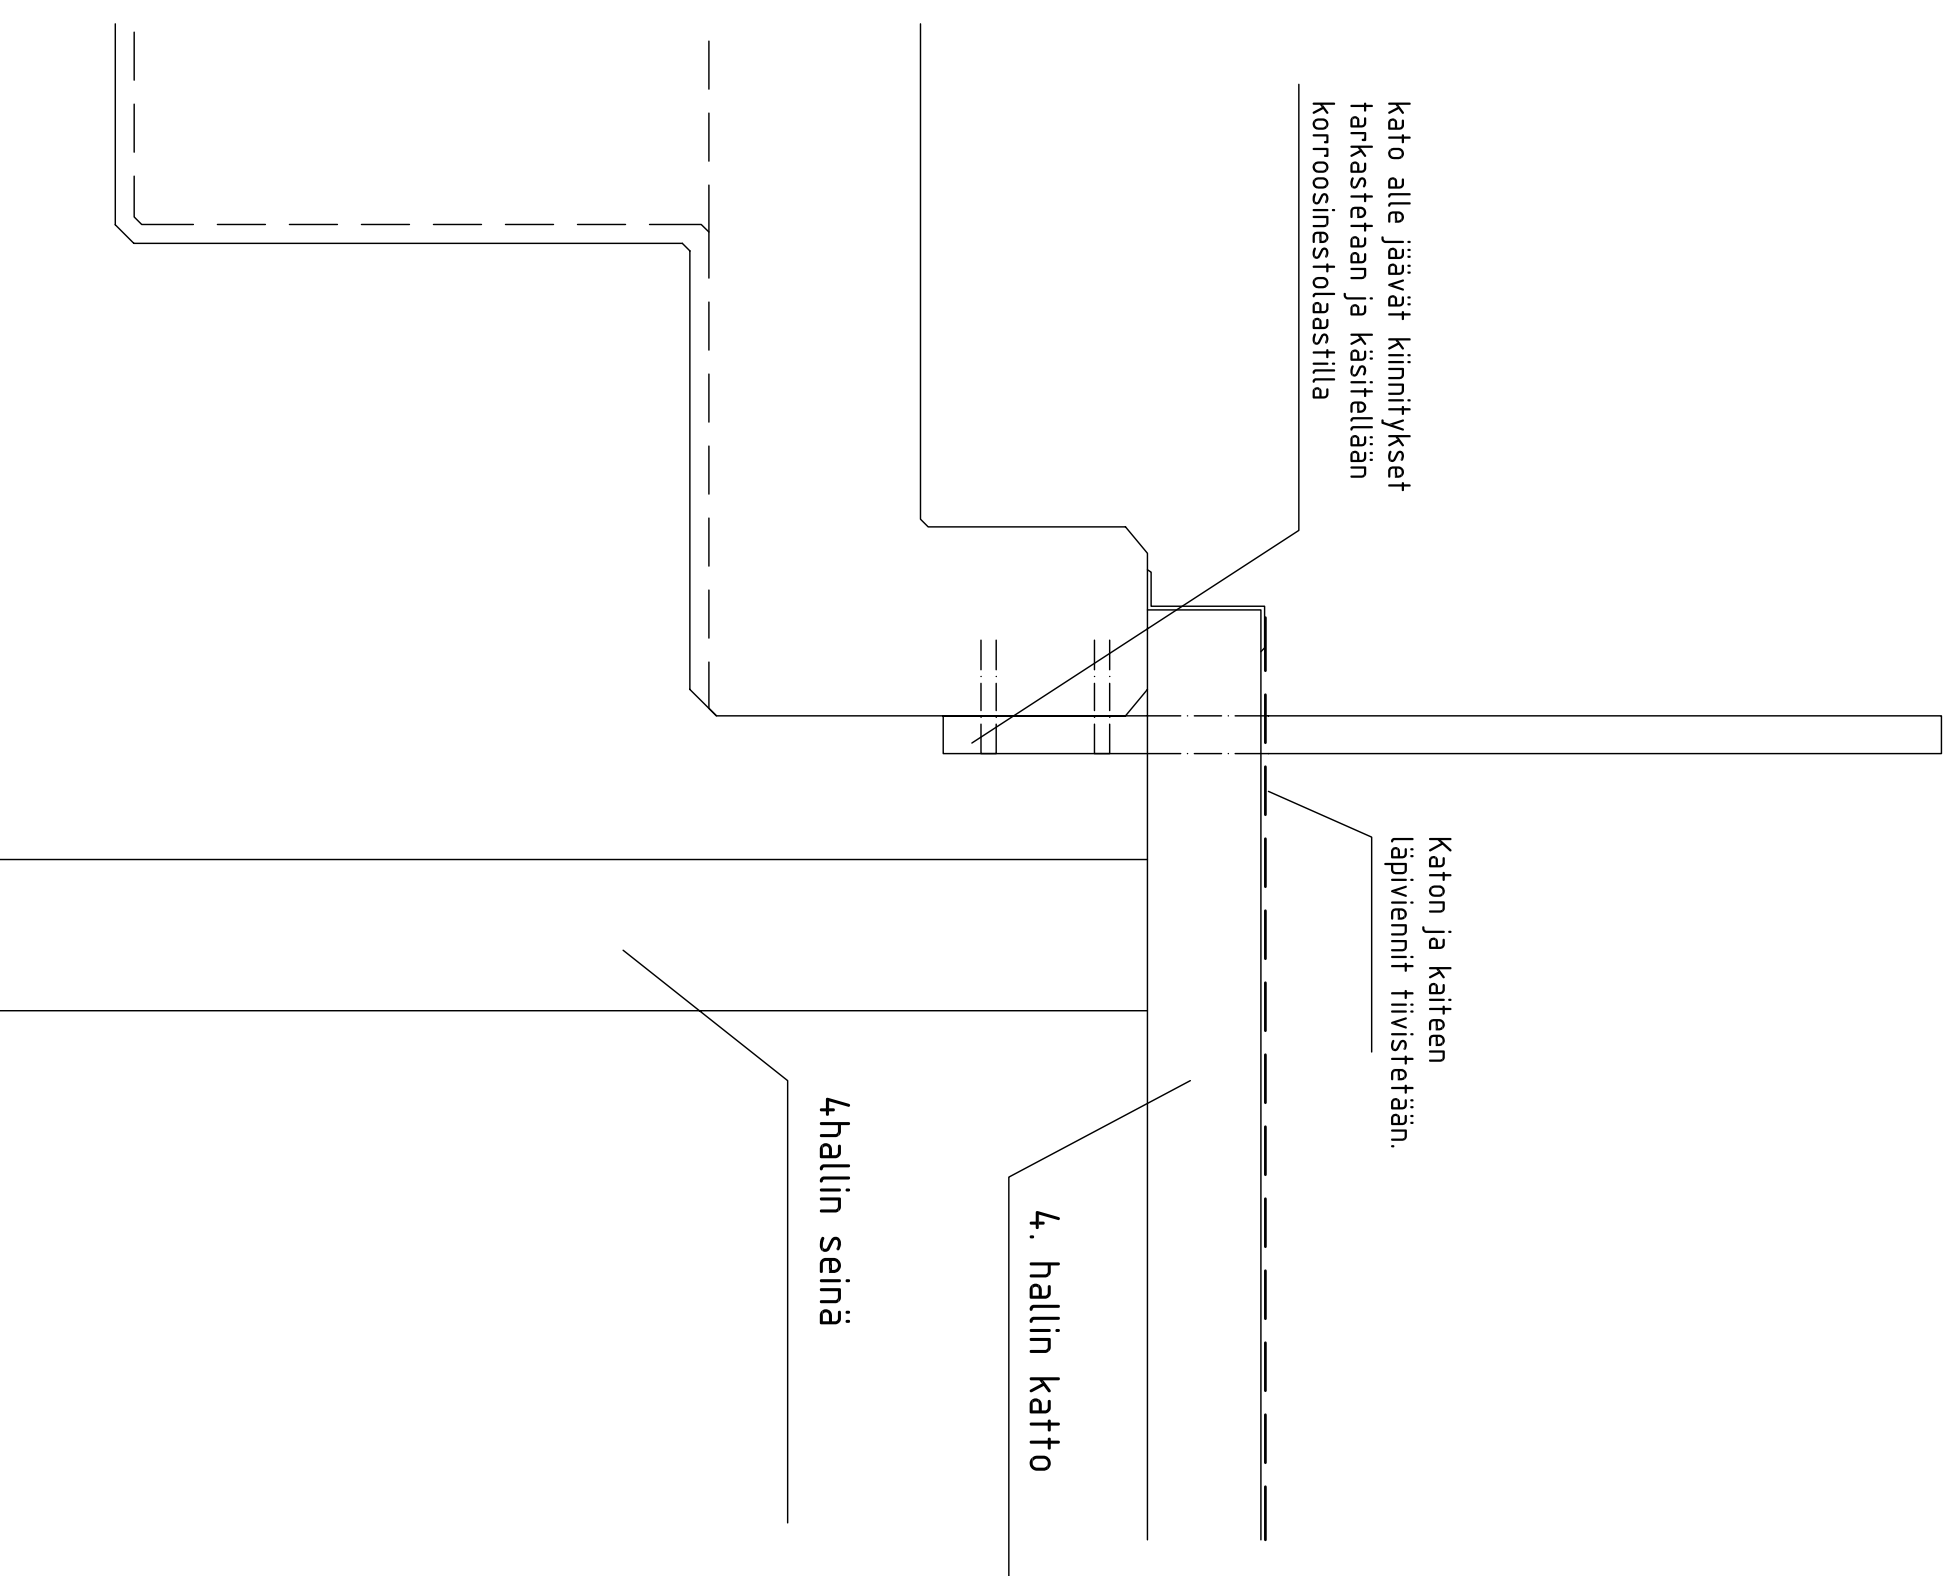 kato alle jäävät kiinnitykset
tarkastetaan ja käsitellään
korroosinestolaastilla
Katon ja kaiteen
läpiviennit tiivistetään.
4. hallin katto
4hallin seinä